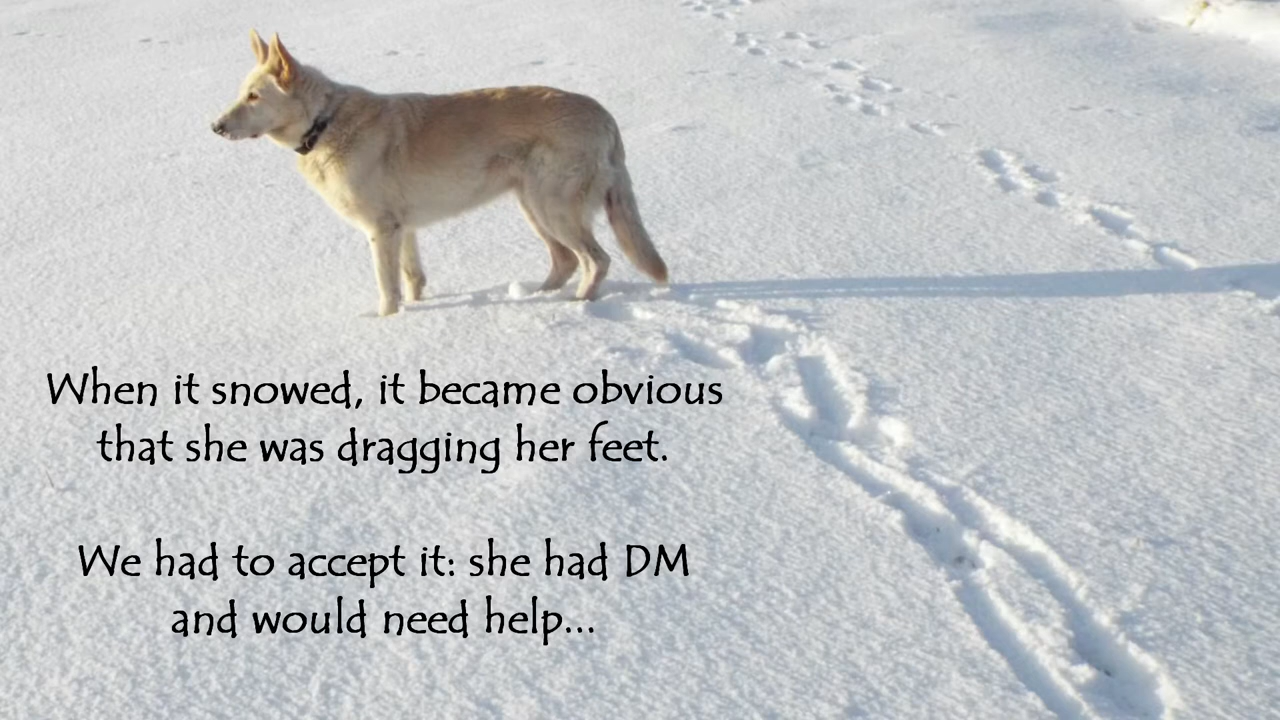 When it snowed, it became obvious
that she was dragging her feet.
We had to accept it: she had DM
and would need help...